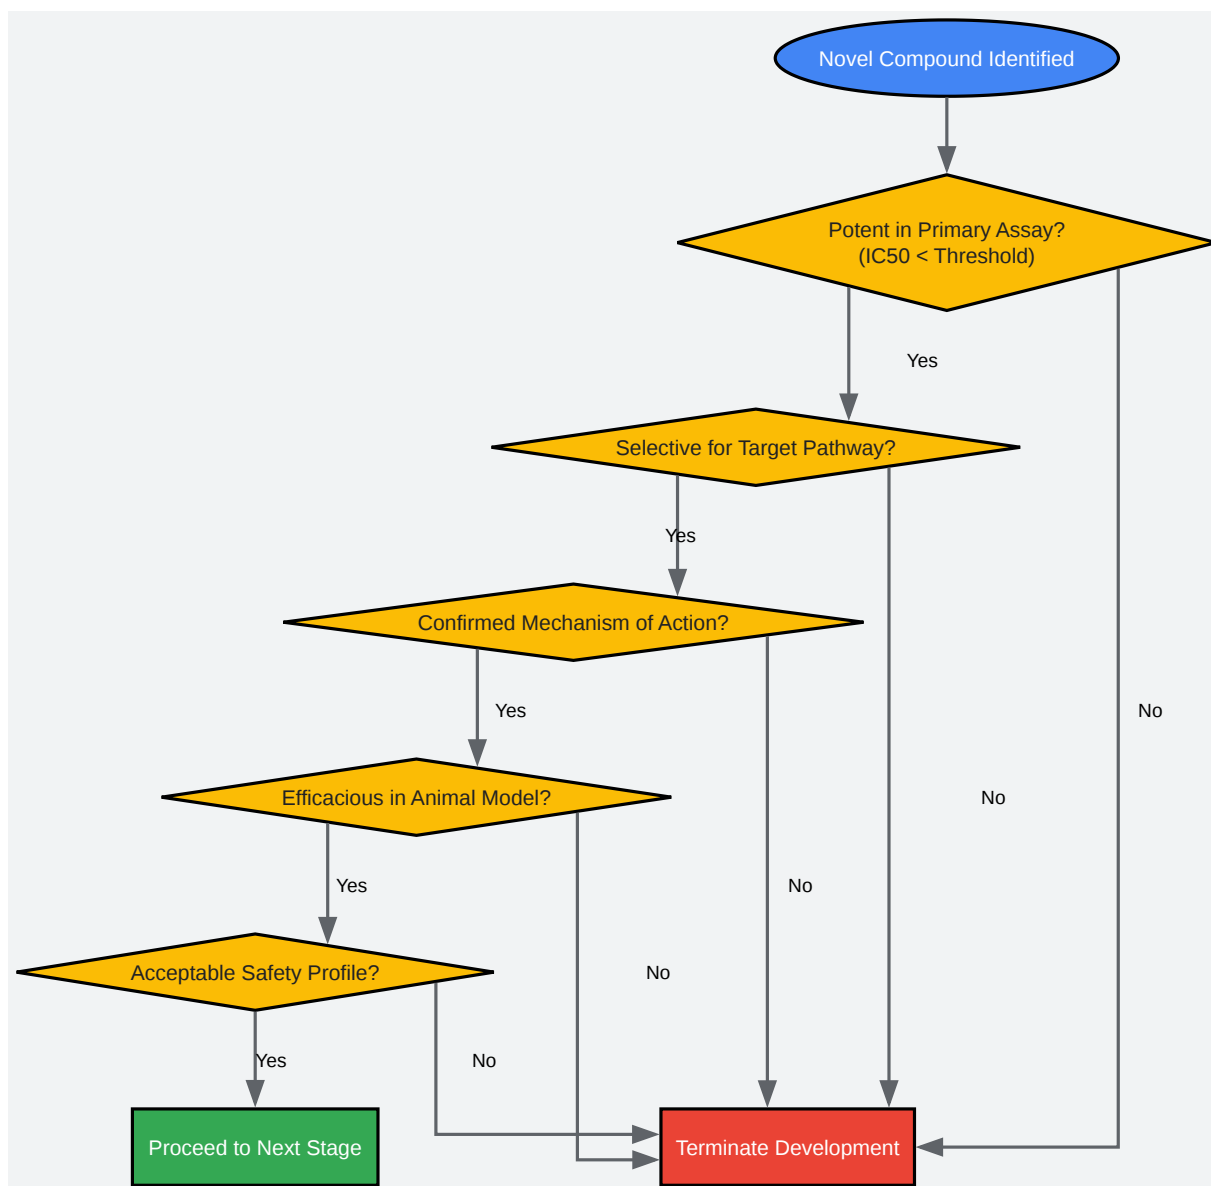 Novel Compound Identified
Potent in Primary Assay?
(IC50 < Threshold)
Yes
Selective for Target Pathway?
Yes
Confirmed Mechanism of Action?
Yes
No
Efficacious in Animal Model?
No
Yes
No
Acceptable Safety Profile?
No
Yes
No
Proceed to Next Stage
Terminate Development